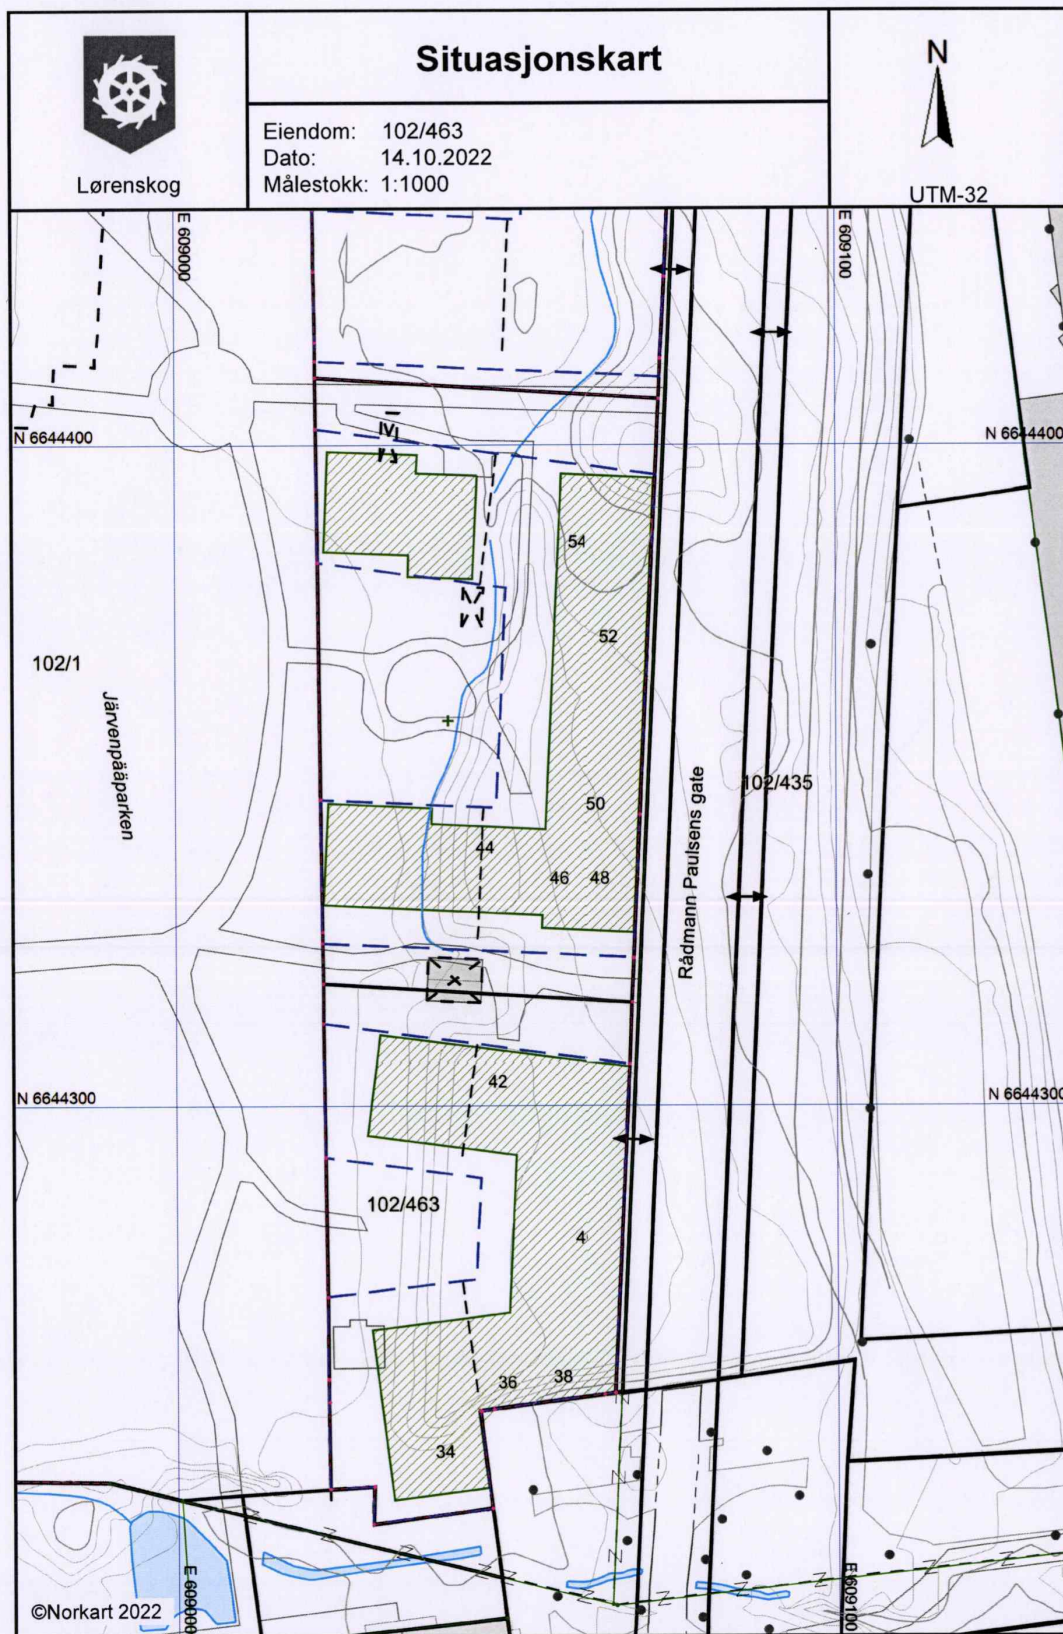 Situasjonskart
Lørenskog
Eiendom: 102/463
Dato: 14.10.2022
Målestokk: 1:1000
N
UTM-32
E 609000
E 609100
N 6644400
N 6644400
54
52
102/1
Järvenpääparken
50
102/435
44
46
48
Rådmann Paulsens gate
42
N 6644300
N 6644300
102/463
4
36
38
34
E 609000
E 609100
©Norkart 2022